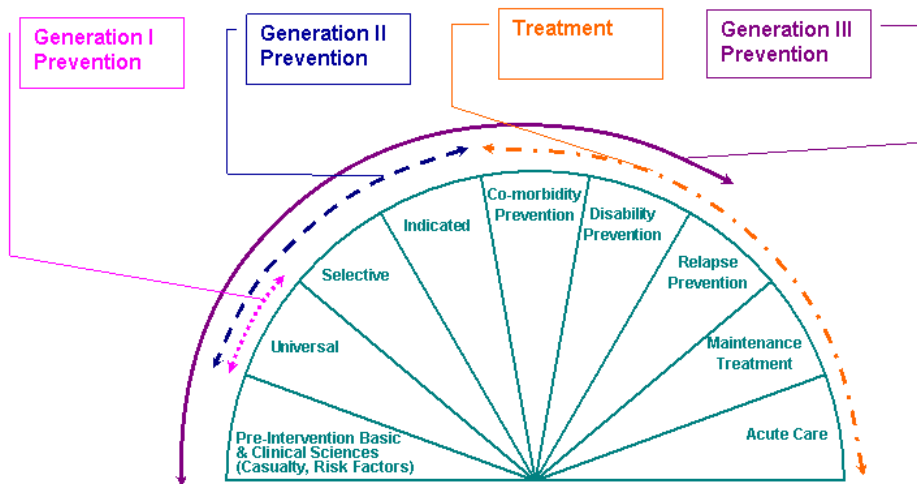 Generation I
Prevention
Generation II
Prevention
Treatment
Generation III
Prevention
Co-morbidity
Prevention
Indicated
Disability
Prevention
Selective
Relapse
Prevention
Universal
Maintenance
Treatment
Pre-Intervention Basic
& Clinical Sciences
(Casualty, Risk Factors)
Acute Care